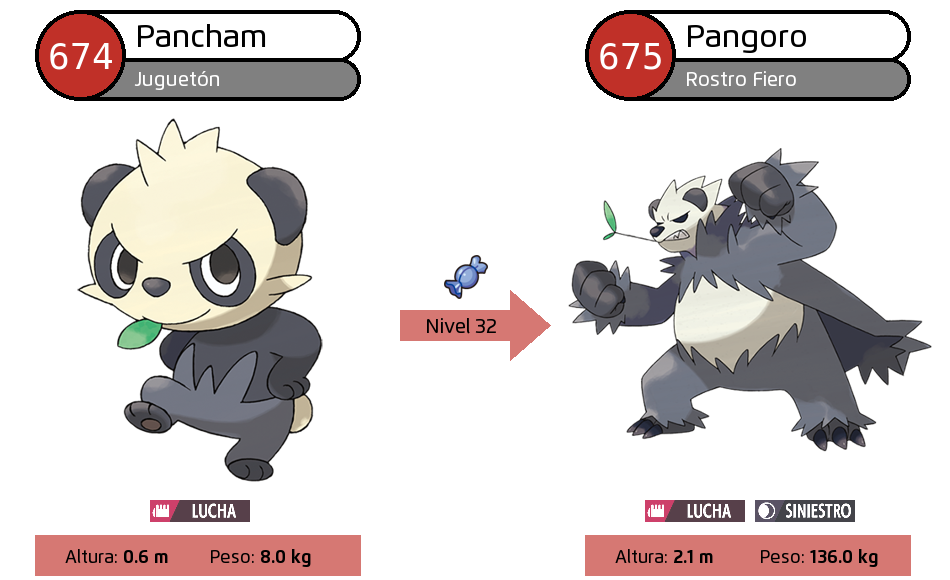 674
Pancham
Juguetón
675
Pangoro
Rostro Fiero
Nivel 32
LUCHA
LUCHA
SINIESTRO
Altura: 0.6 m Peso: 8.0 kg
Altura: 2.1 m Peso: 136.0 kg